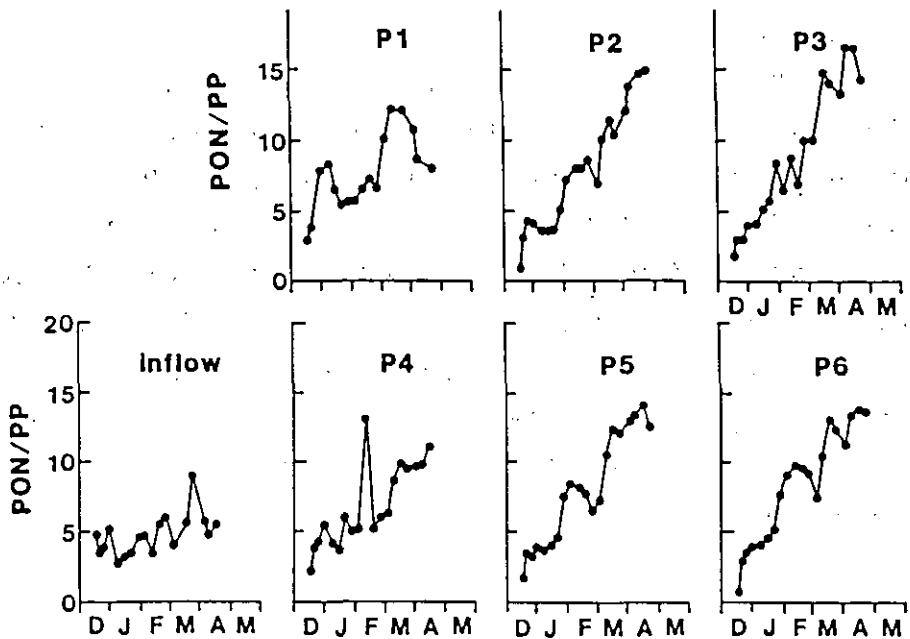 P1 P2 P3
PON/PP
15
10
5
0
D J F M A M
20
Inflow P4 P5 P6
PON/PP
15
10
5
0
D J F M A M D J F M A M D J F M A M D J F M A M